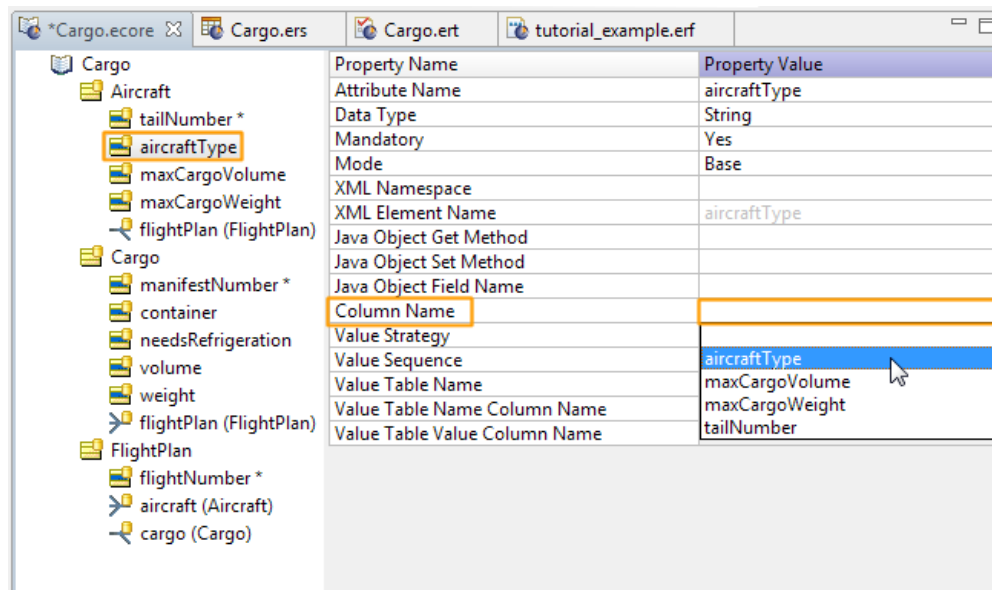 *Cargo.ecore Cargo.ers Cargo.ert tutorial_example.erf
Cargo
Aircraft
tailNumber *
aircraftType
maxCargoVolume
maxCargoWeight
flightPlan (FlightPlan)
Cargo
manifestNumber *
container
needsRefrigeration
volume
weight
flightPlan (FlightPlan)
FlightPlan
flightNumber *
aircraft (Aircraft)
cargo (Cargo)
Property Name Property Value
Attribute Name aircraftType
Data Type String
Mandatory Yes
Mode Base
XML Namespace
XML Element Name aircraftType
Java Object Get Method
Java Object Set Method
Java Object Field Name
Column Name
Value Strategy
Value Sequence
Value Table Name
Value Table Name Column Name
Value Table Value Column Name
aircraftType
maxCargoVolume
maxCargoWeight
tailNumber